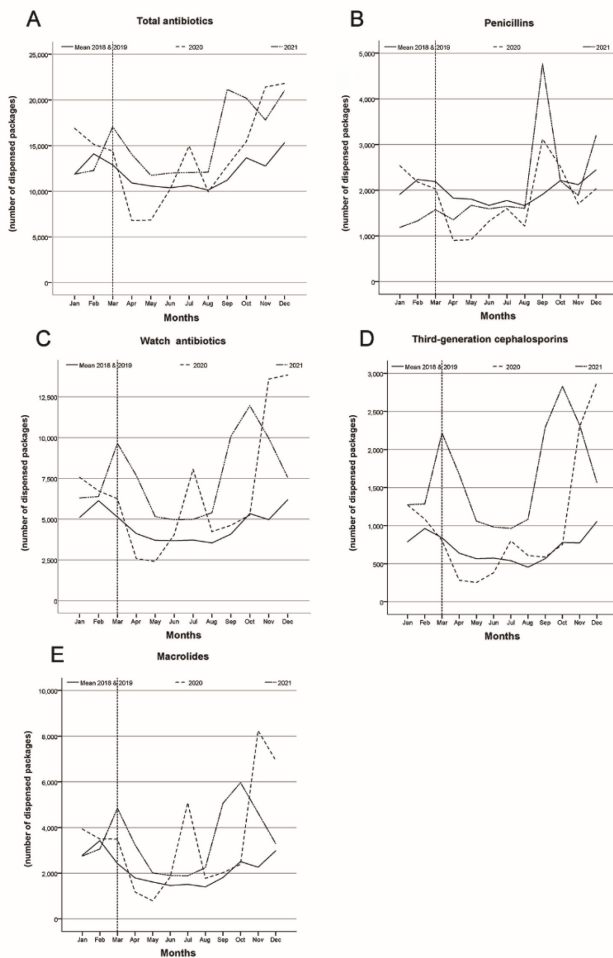 A
Total antibiotics
Mean 2018 & 2019 2020 2021
25,000
20,000
15,000
10,000
5,000
0
(number of dispensed packages)
Jan Feb Mar Apr May Jun Jul Aug Sep Oct Nov Dec
Months
B
Penicillins
Mean 2018 & 2019 2020 2021
5,000
4,000
3,000
2,000
1,000
0
(number of dispensed packages)
Jan Feb Mar Apr May Jun Jul Aug Sep Oct Nov Dec
Months
C
Watch antibiotics
Mean 2018 & 2019 2020 2021
12,500
10,000
7,500
5,000
2,500
0
(number of dispensed packages)
Jan Feb Mar Apr May Jun Jul Aug Sep Oct Nov Dec
Months
D
Third-generation cephalosporins
Mean 2018 & 2019 2020 2021
3,000
2,500
2,000
1,500
1,000
500
0
(number of dispensed packages)
Jan Feb Mar Apr May Jun Jul Aug Sep Oct Nov Dec
Months
E
Macrolides
Mean 2018 & 2019 2020 2021
10,000
8,000
6,000
4,000
2,000
0
(number of dispensed packages)
Jan Feb Mar Apr May Jun Jul Aug Sep Oct Nov Dec
Months